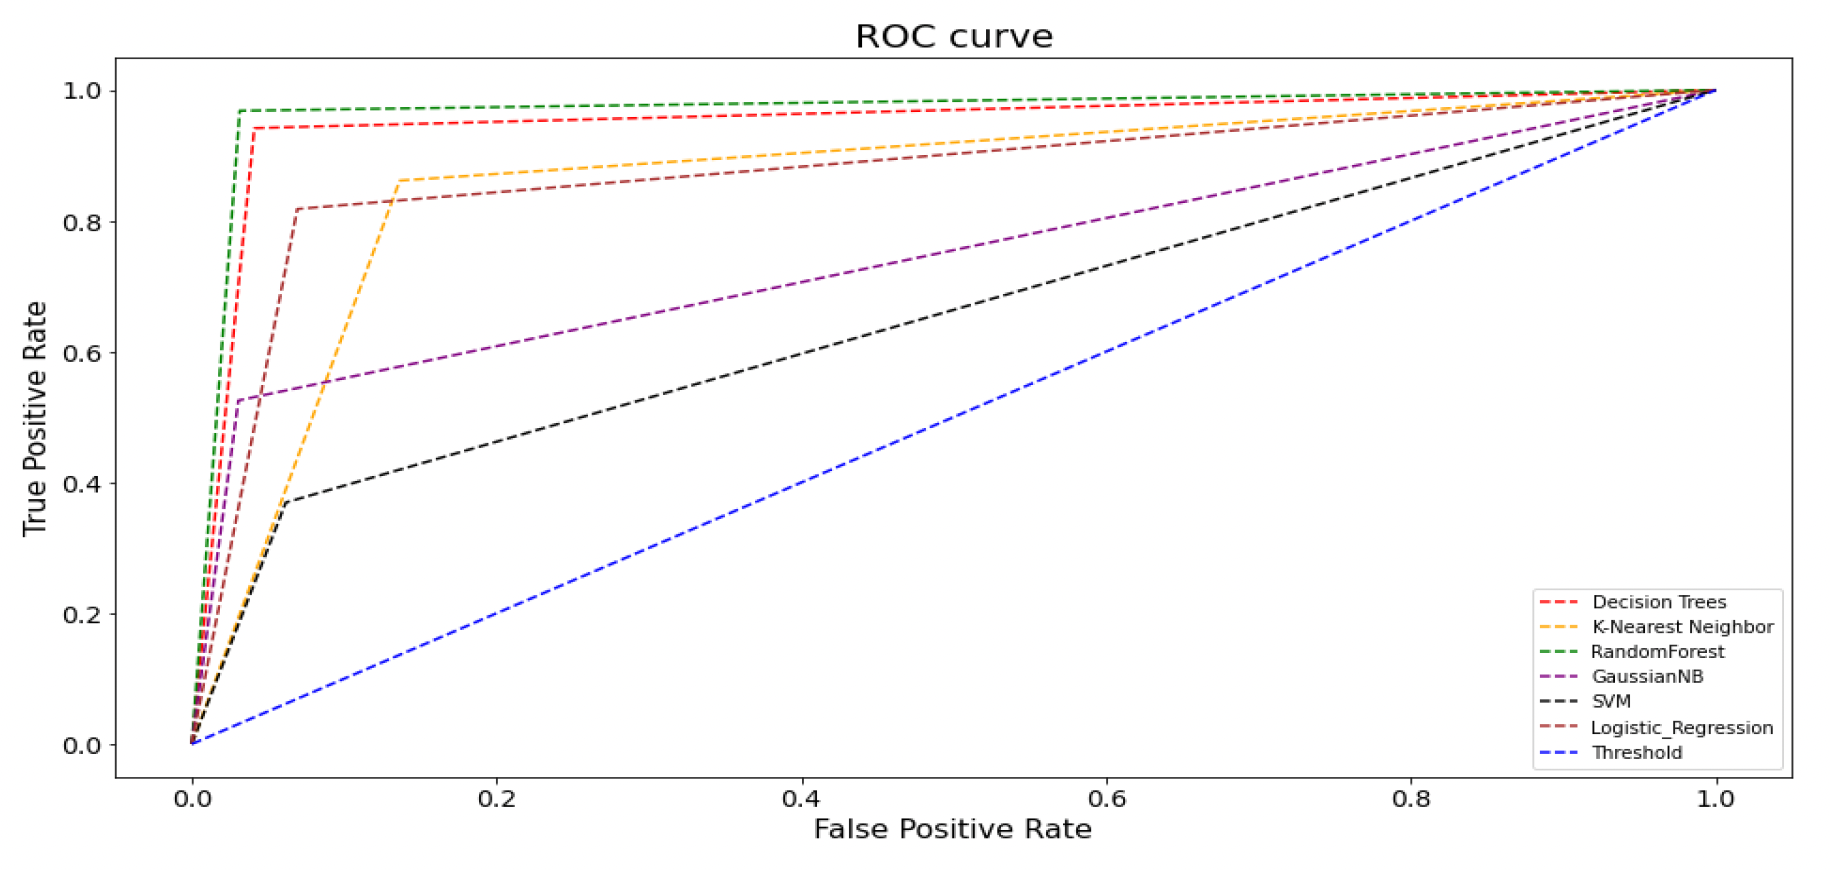 ROC curve
True Positive Rate
1.0
0.8
0.6
0.4
0.2
0.0
0.0 0.2 0.4 0.6 0.8 1.0
False Positive Rate
Decision Trees
K-Nearest Neighbor
RandomForest
GaussianNB
SVM
Logistic_Regression
Threshold